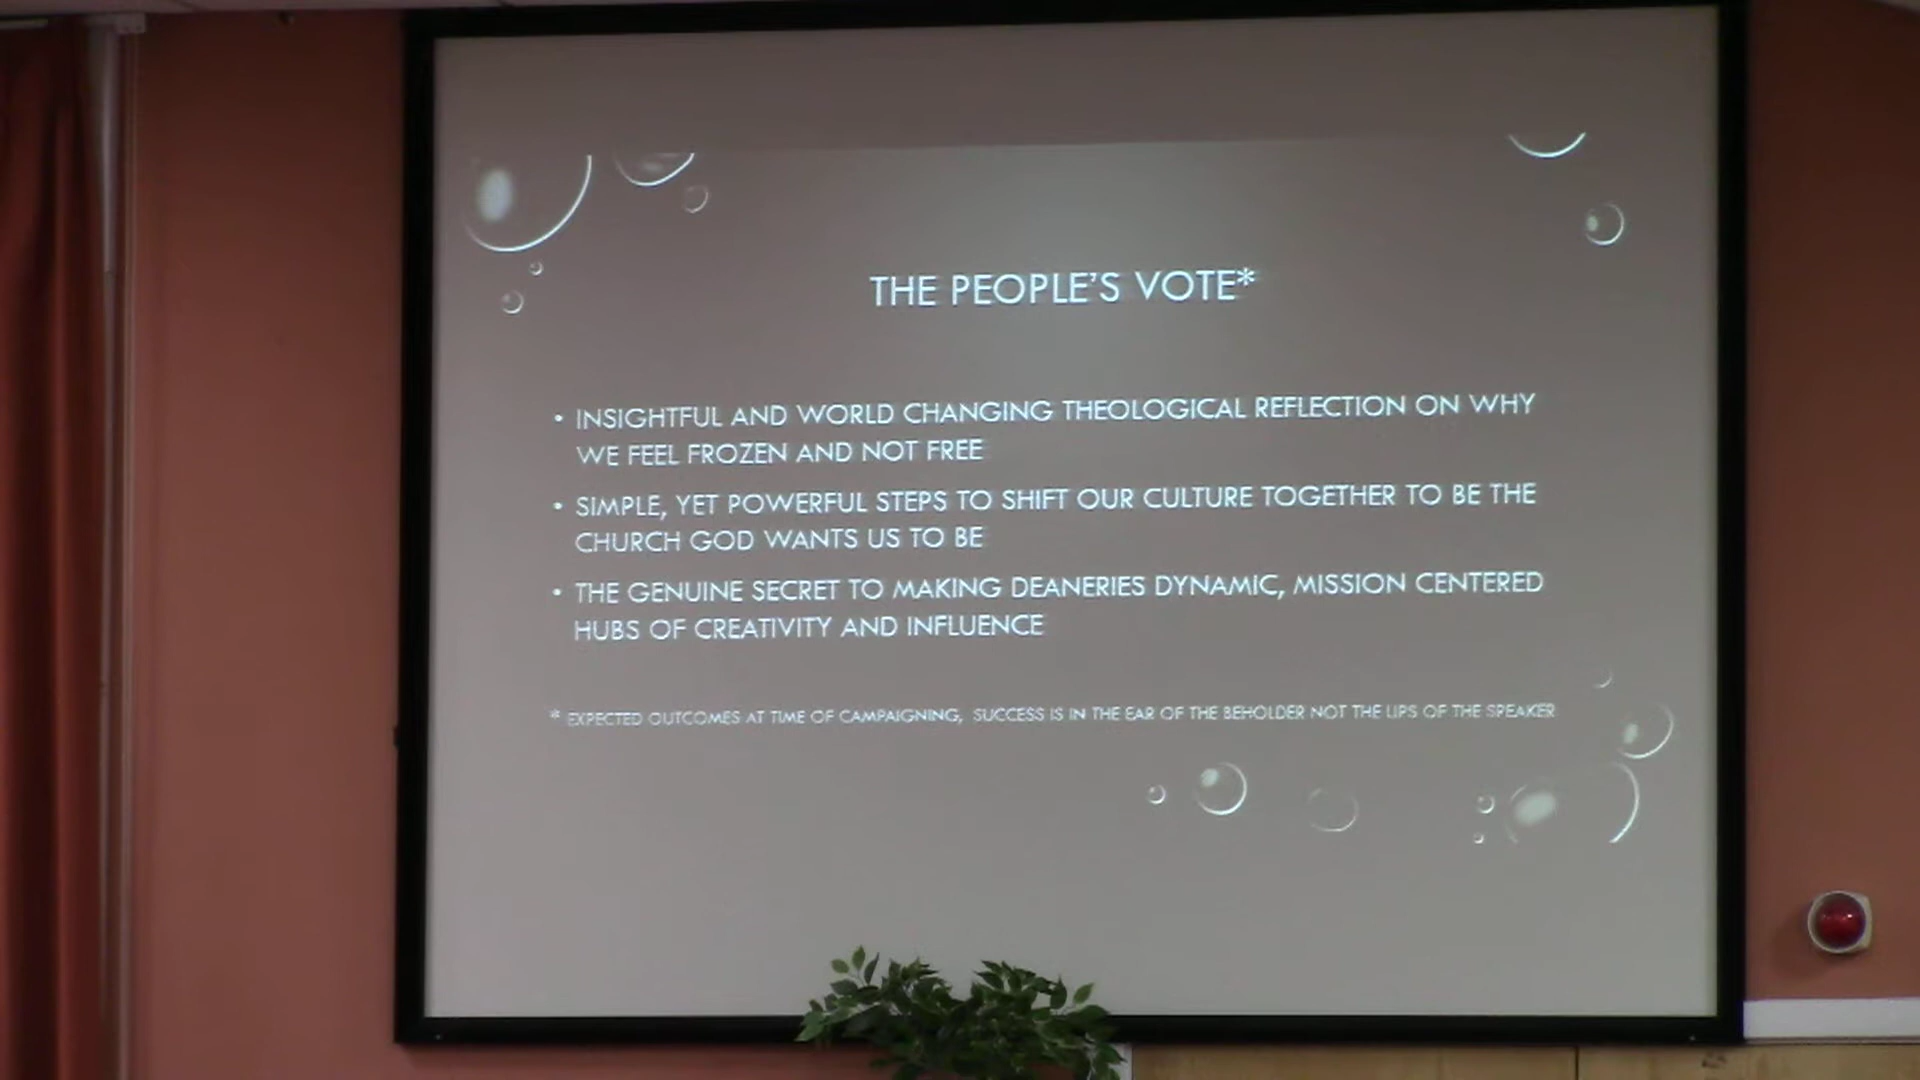 THE PEOPLE'S VOTE*
• INSIGHTFUL AND WORLD CHANGING THEOLOGICAL REFLECTION ON WHY
WE FEEL FROZEN AND NOT FREE
• SIMPLE, YET POWERFUL STEPS TO SHIFT OUR CULTURE TOGETHER TO BE THE
CHURCH GOD WANTS US TO BE
• THE GENUINE SECRET TO MAKING DEANERIES DYNAMIC, MISSION CENTERED
HUBS OF CREATIVITY AND INFLUENCE
* EXPECTED OUTCOMES AT TIME OF CAMPAIGNING, SUCCESS IS IN THE EAR OF THE BEHOLDER NOT THE LIPS OF THE SPEAKER